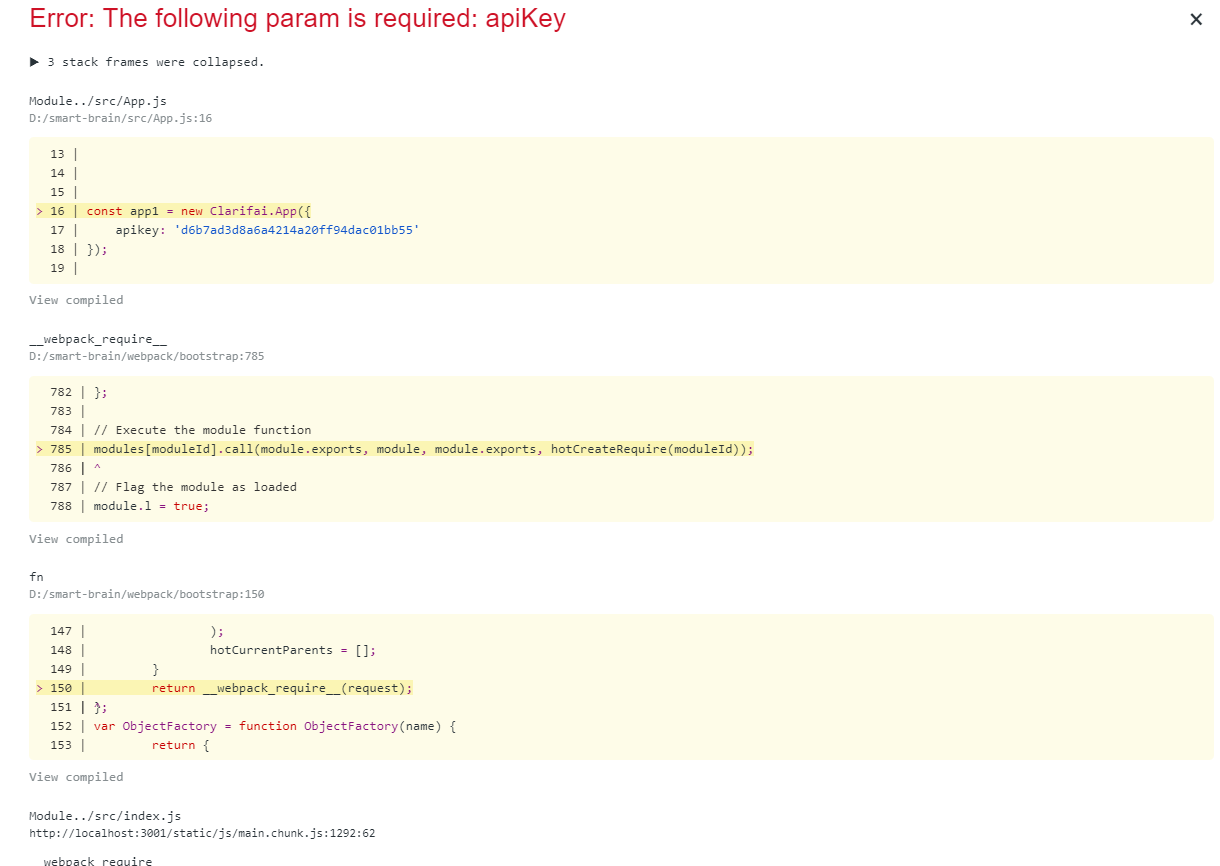 Error: The following param is required: apiKey
×
▶ 3 stack frames were collapsed.
Module../src/App.js
D:/smart-brain/src/App.js:16
13 |
14 |
15 |
> 16 | const app1 = new Clarifai.App({
17 |     apikey: 'd6b7ad3d8a6a4214a20ff94dac01bb55'
18 | });
19 |
View compiled
__webpack_require__
D:/smart-brain/webpack/bootstrap:785
782 | };
783 |
784 | // Execute the module function
> 785 | modules[moduleId].call(module.exports, module, module.exports, hotCreateRequire(moduleId));
786 | ^
787 | // Flag the module as loaded
788 | module.l = true;
View compiled
fn
D:/smart-brain/webpack/bootstrap:150
147 |                 );
148 |                 hotCurrentParents = [];
149 |         }
> 150 |         return __webpack_require__(request);
151 | };
152 | var ObjectFactory = function ObjectFactory(name) {
153 |         return {
View compiled
Module../src/index.js
http://localhost:3001/static/js/main.chunk.js:1292:62
__webpack_require__